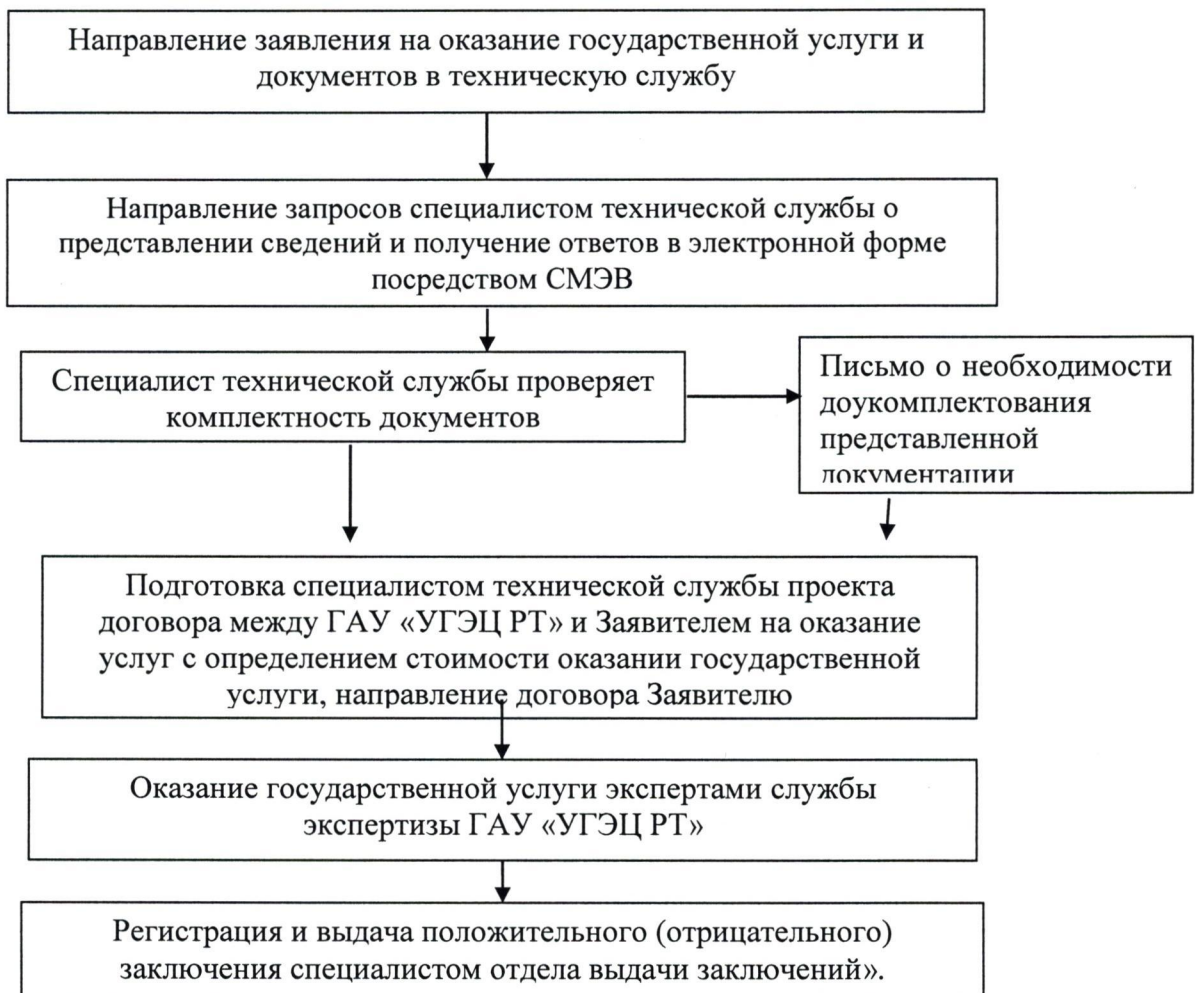 Направление заявления на оказание государственной услуги и
документов в техническую службу
Направление запросов специалистом технической службы о
представлении сведений и получение ответов в электронной форме
посредством СМЭВ
Специалист технической службы проверяет
комплектность документов
Письмо о необходимости
доукомплектования
представленной
документации
Подготовка специалистом технической службы проекта
договора между ГАУ «УГЭЦ РТ» и Заявителем на оказание
услуг с определением стоимости оказании государственной
услуги, направление договора Заявителю
Оказание государственной услуги экспертами службы
экспертизы ГАУ «УГЭЦ РТ»
Регистрация и выдача положительного (отрицательного)
заключения специалистом отдела выдачи заключений».